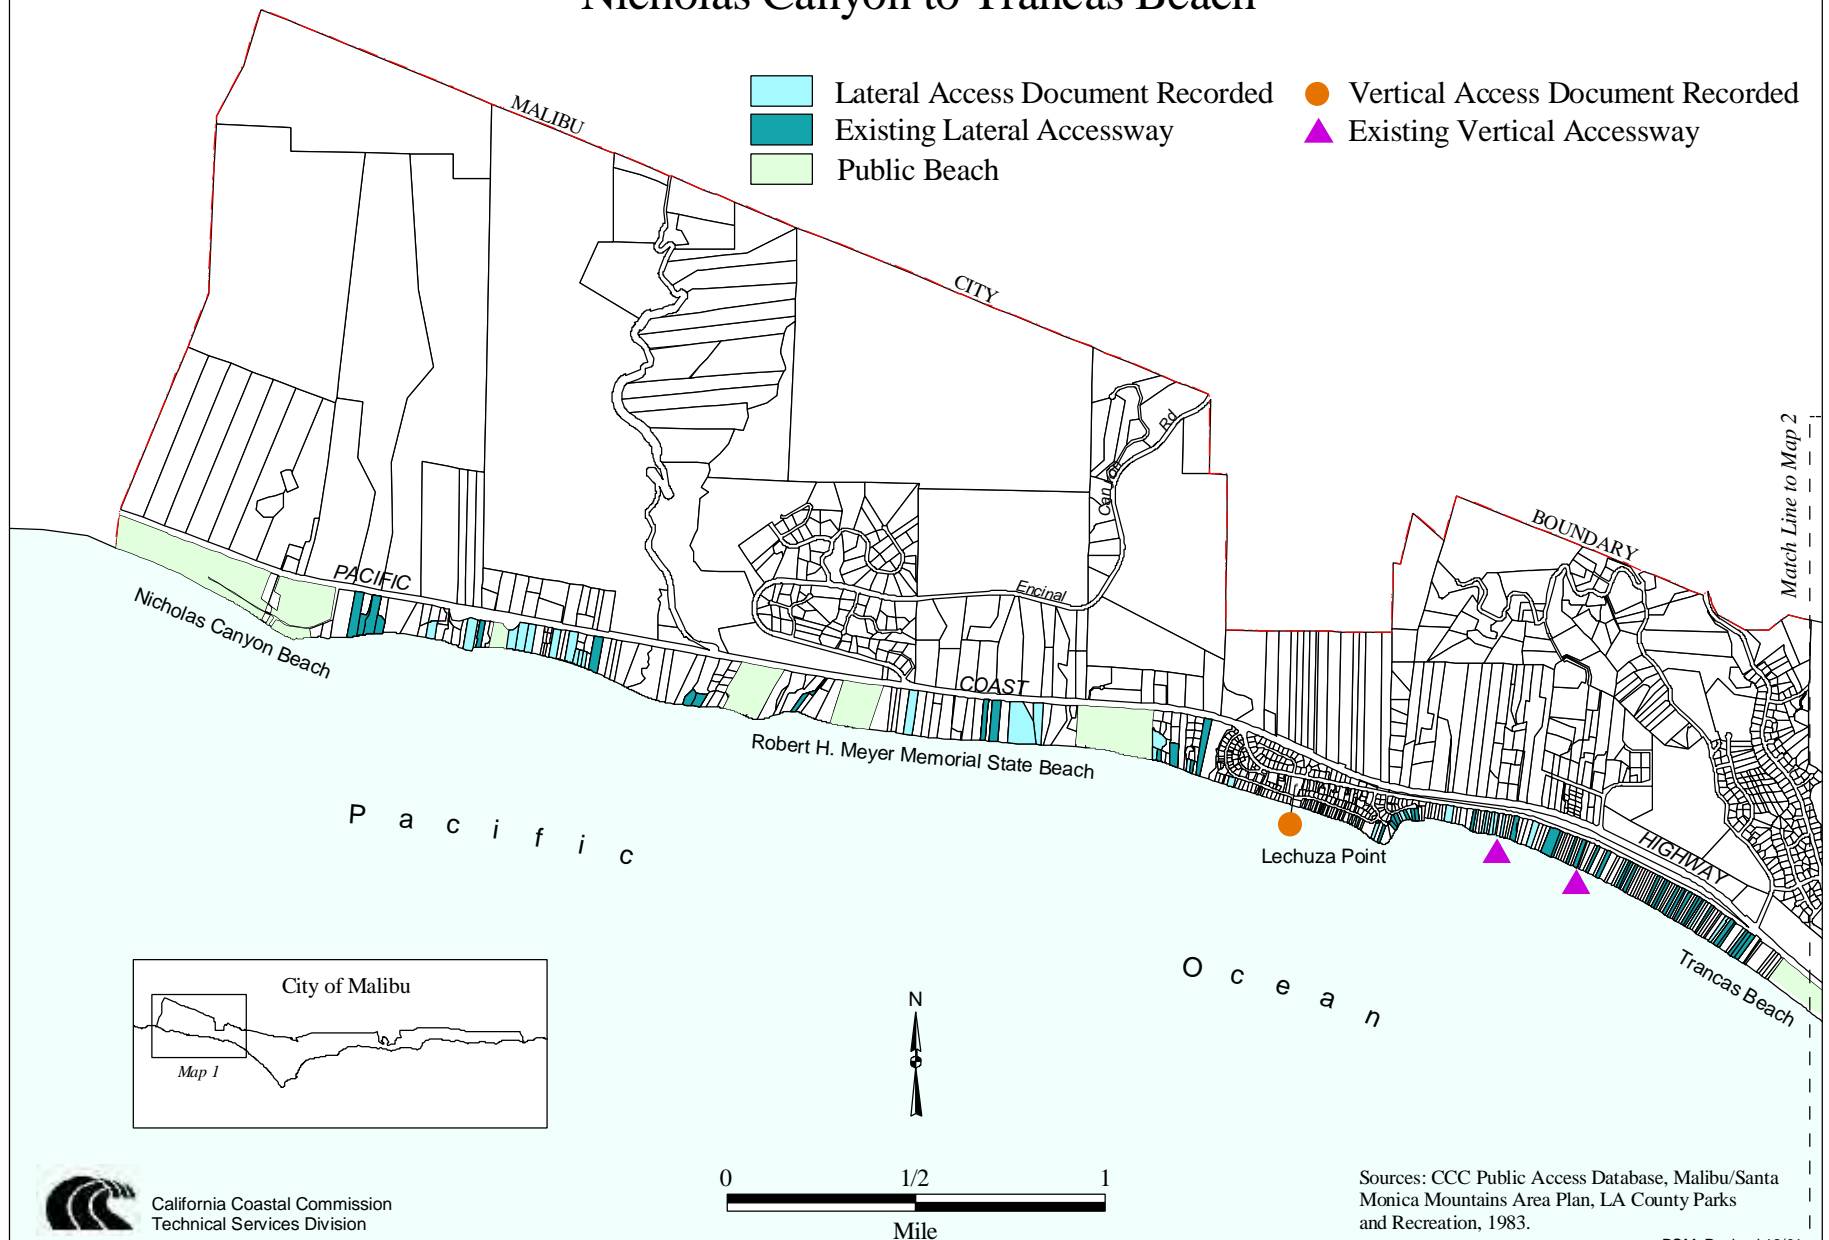 Nicholas Canyon to Trancas Beach
Lateral Access Document Recorded
Existing Lateral Accessway
Public Beach
Vertical Access Document Recorded
Existing Vertical Accessway
MALIBU
CITY
BOUNDARY
Match Line to Map 2
Rd
Encinal
PACIFIC
COAST
HIGHWAY
Nicholas Canyon Beach
Robert H. Meyer Memorial State Beach
Lechuza Point
Trancas Beach
Pacific
Ocean
City of Malibu
Map 1
N
0 1/2 1
Mile
California Coastal Commission
Technical Services Division
Sources: CCC Public Access Database, Malibu/Santa
Monica Mountains Area Plan, LA County Parks
and Recreation, 1983.